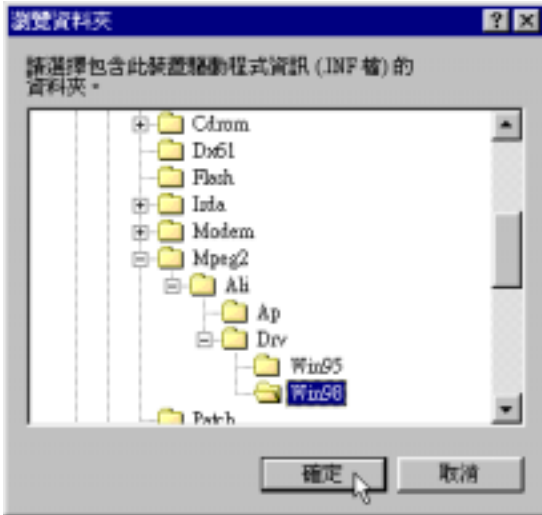 瀏覽資料夾
請選擇包含此裝置驅動程式資訊 (.INF 檔) 的
資料夾。
Cdrom
Dx61
Flash
Irda
Modem
Mpeg2
Ali
Ap
Drv
Win95
Win98
Patch
確定
取消